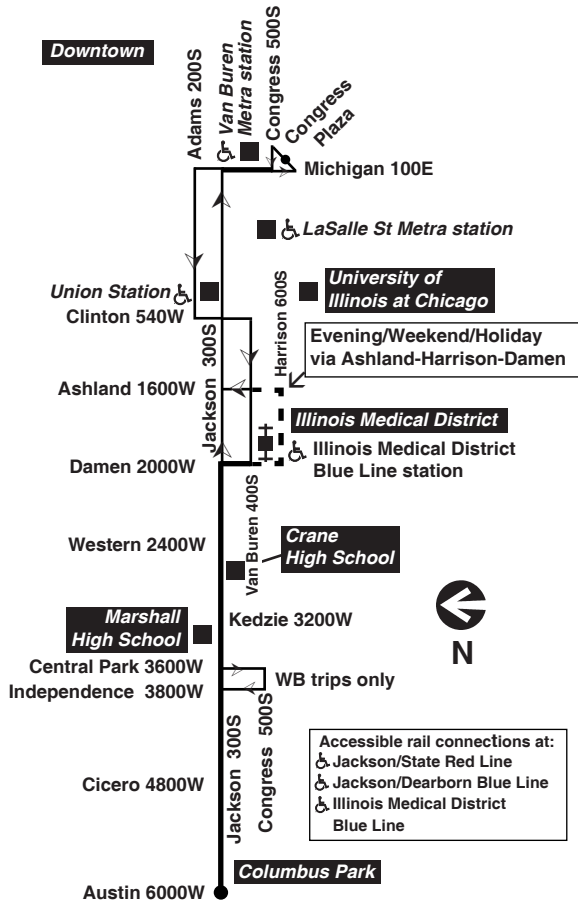 Downtown
Adams 200S
Van Buren
Metra station
Congress 500S
Congress
Plaza
Michigan 100E
LaSalle St Metra station
Union Station
University of
Illinois at Chicago
Clinton 540W
Jackson 300S
Harrison 600S
Evening/Weekend/Holiday
via Ashland-Harrison-Damen
Ashland 1600W
Illinois Medical District
Illinois Medical District
Blue Line station
Damen 2000W
Van Buren 400S
Western 2400W
Crane
High School
Marshall
High School
Kedzie 3200W
N
Central Park 3600W
Independence 3800W
WB trips only
Jackson 300S
Congress 500S
Cicero 4800W
Accessible rail connections at:
Jackson/State Red Line
Jackson/Dearborn Blue Line
Illinois Medical District
Blue Line
Columbus Park
Austin 6000W